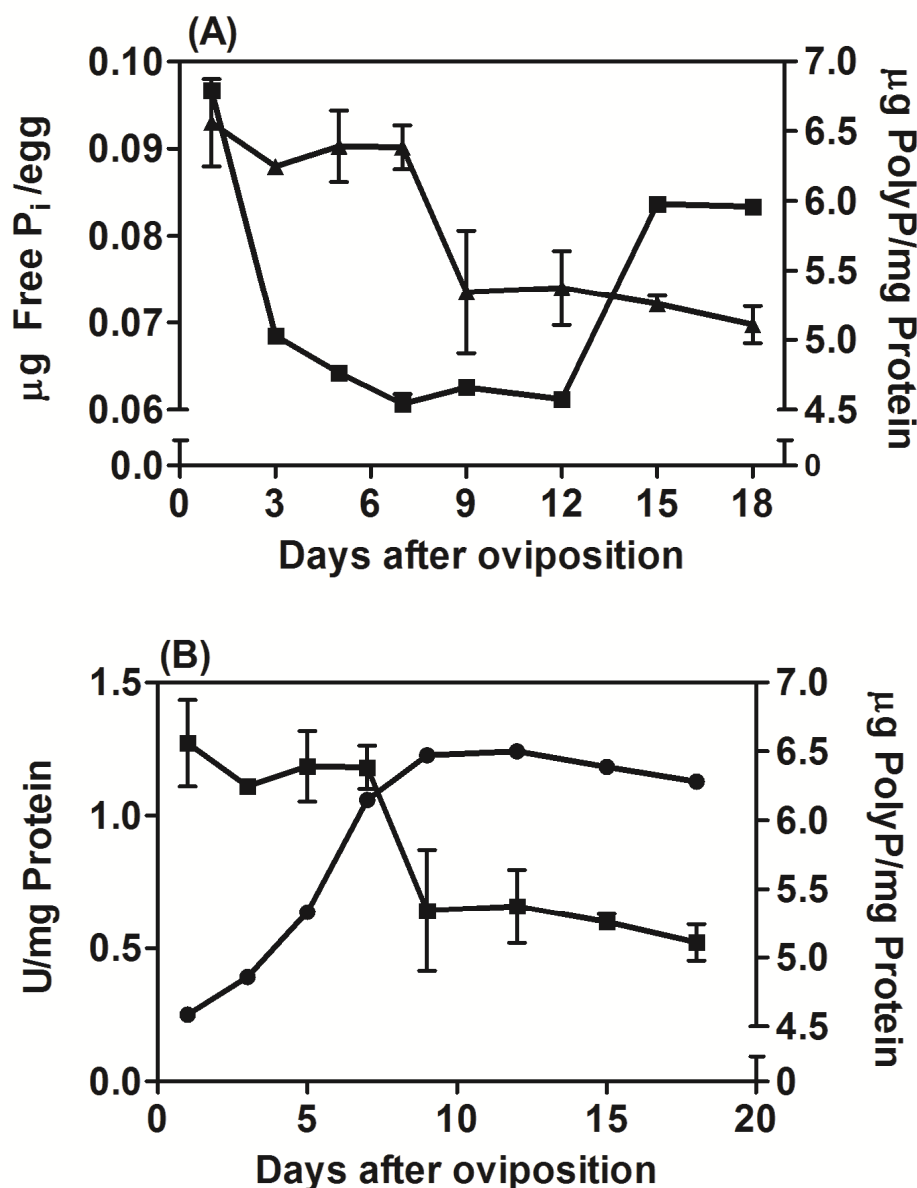 (A)
μg Free Pi /egg
0.10
0.09
0.08
0.07
0.06
0.0
7.0
6.5
6.0
5.5
5.0
4.5
0
μg PolyP/mg Protein
0 3 6 9 12 15 18
Days after oviposition
(B)
U/mg Protein
1.5
1.0
0.5
0.0
7.0
6.5
6.0
5.5
5.0
4.5
0
μg PolyP/mg Protein
0 5 10 15 20
Days after oviposition